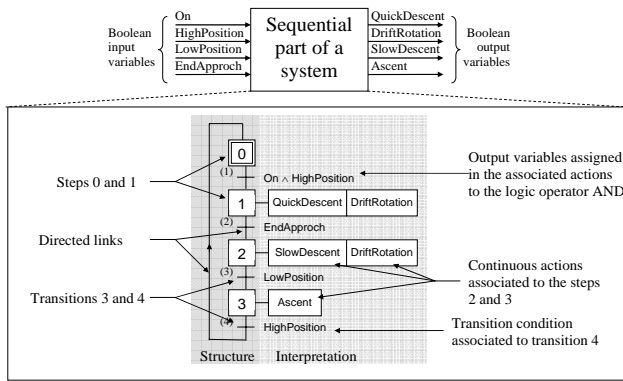 Boolean
input
variables
On
HighPosition
LowPosition
EndApproch
Sequential
part of a
system
QuickDescent
DriftRotation
SlowDescent
Ascent
Boolean
output
variables
0
(1)
On ∧ HighPosition
Steps 0 and 1
Output variables assigned
in the associated actions
to the logic operator AND
1
QuickDescent
DriftRotation
(2)
EndApproch
Directed links
2
SlowDescent
DriftRotation
(3)
LowPosition
Continuous actions
associated to the steps
2 and 3
Transitions 3 and 4
3
Ascent
(4)
HighPosition
Transition condition
associated to transition 4
Structure
Interpretation